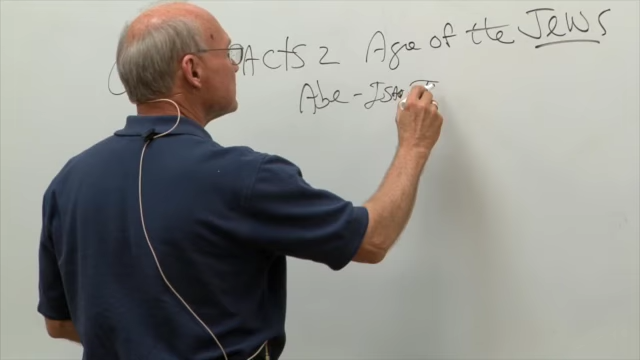 Acts 2 Age of the Jews
Abe - Isaac